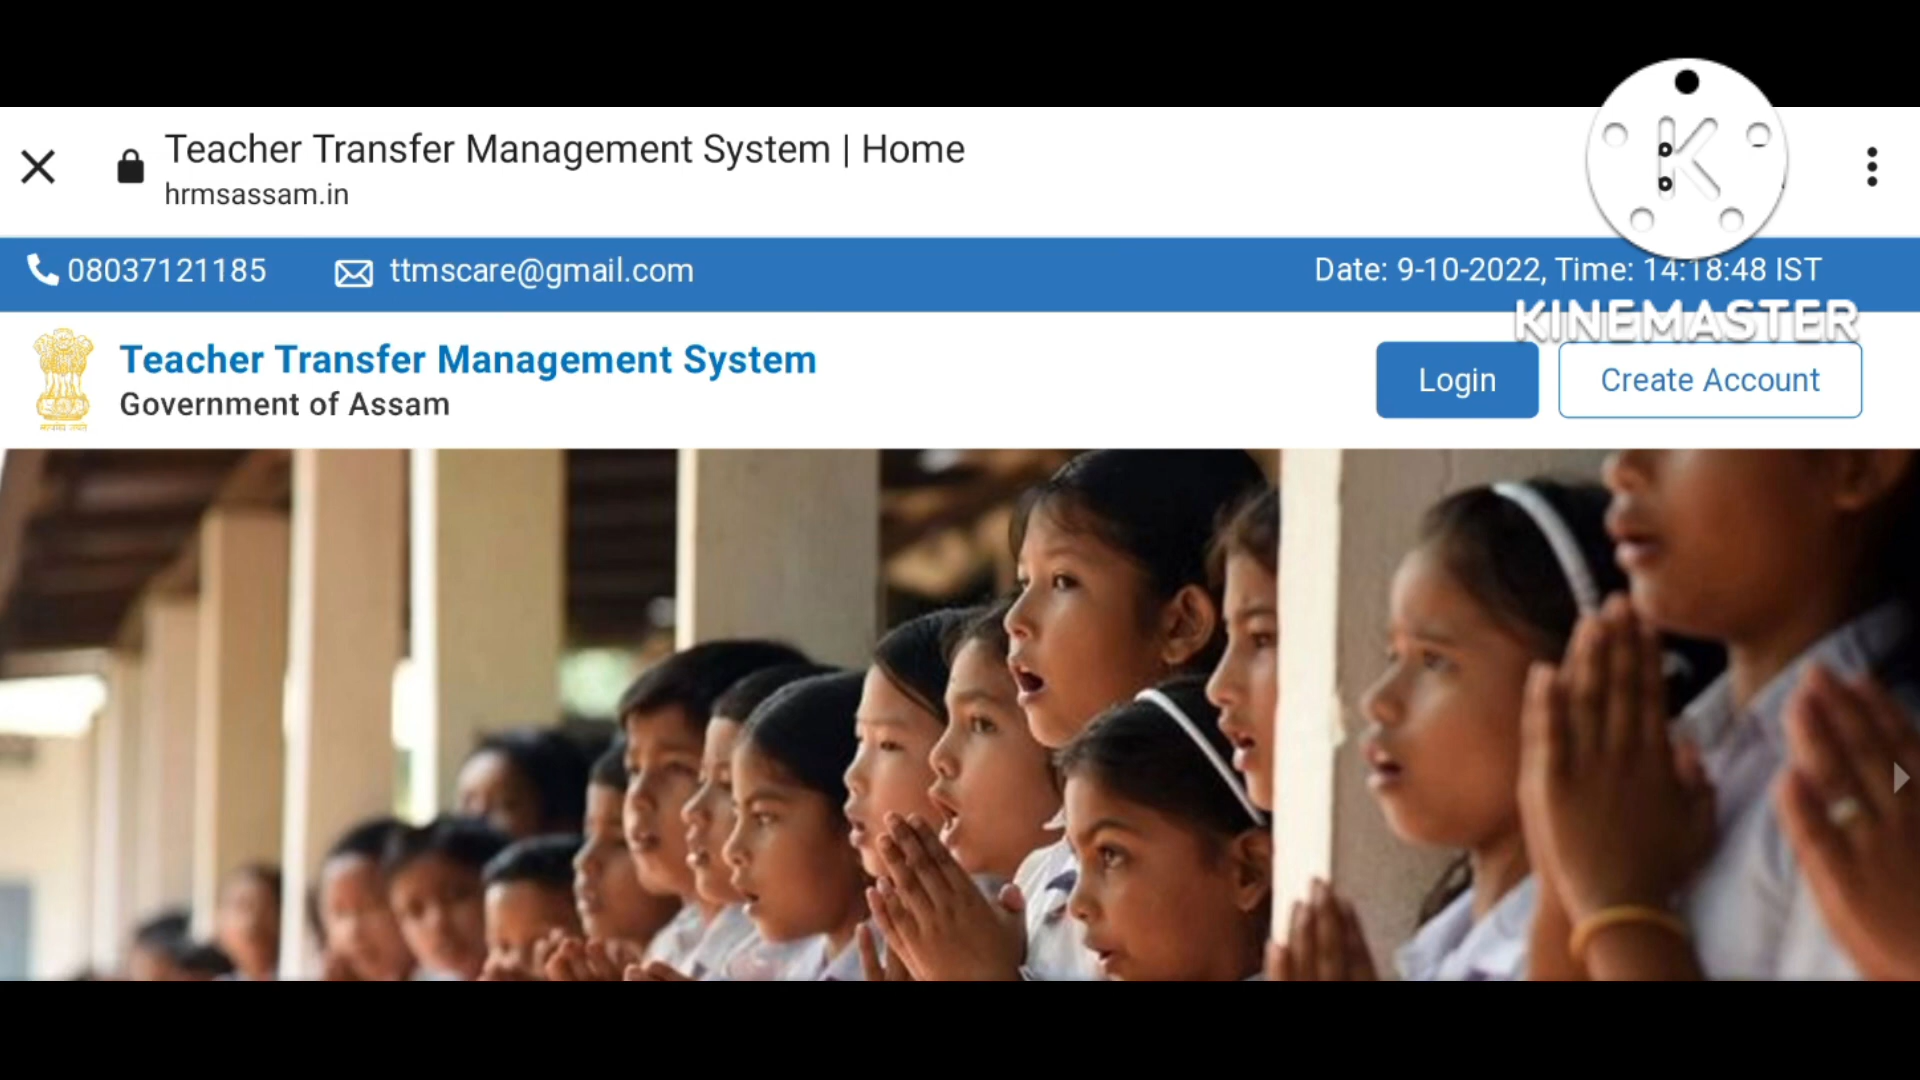 Teacher Transfer Management System | Home
hrmsassam.in
08037121185
ttmscare@gmail.com
Date: 9-10-2022, Time: 14:18:48 IST
KINEMASTER
Teacher Transfer Management System
Government of Assam
Login
Create Account